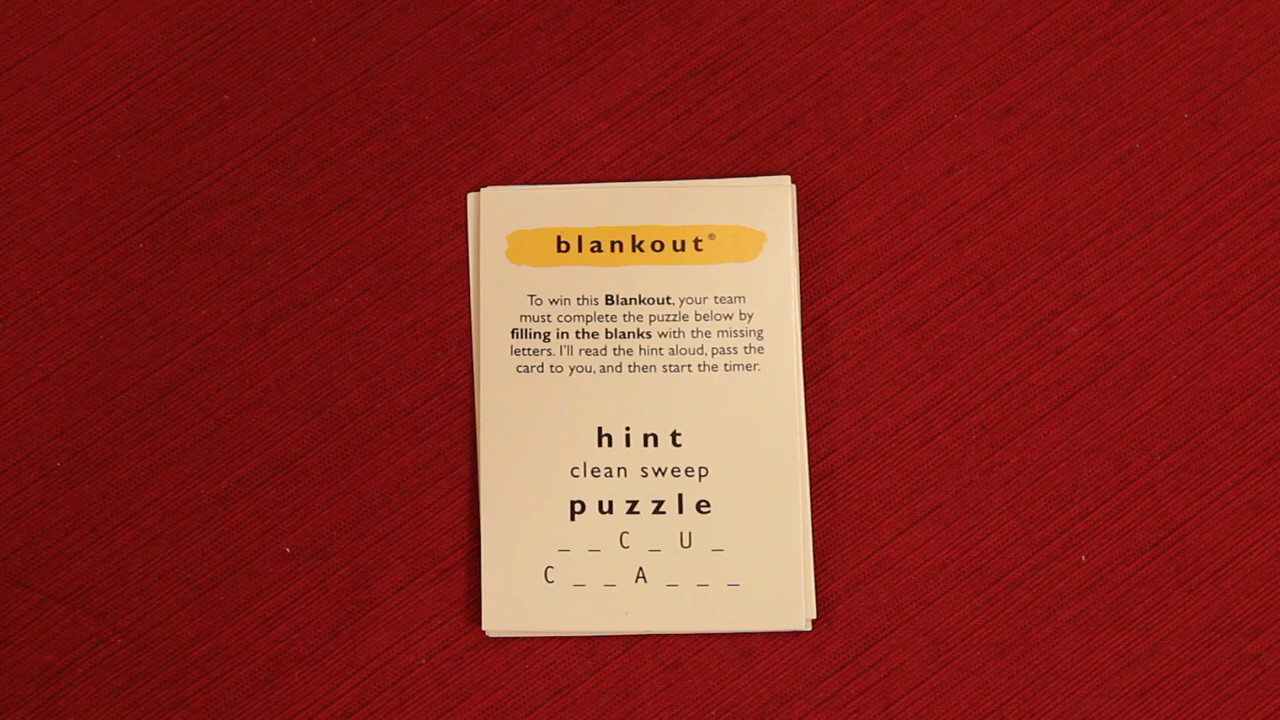 blankout®
To win this Blankout, your team
must complete the puzzle below by
filling in the blanks with the missing
letters. I'll read the hint aloud, pass the
card to you, and then start the timer.
hint
clean sweep
puzzle
_ _ C _ U _
C _ _ A _ _ _